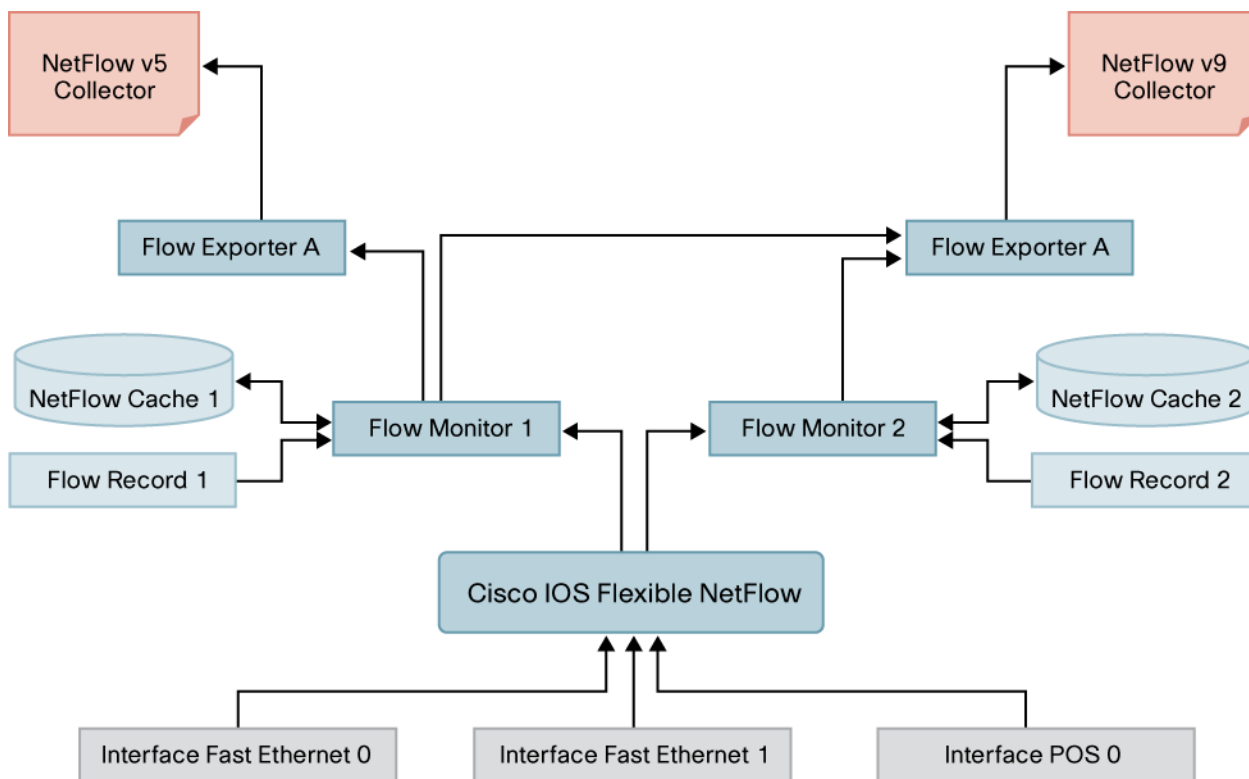 NetFlow v5
Collector
NetFlow v9
Collector
Flow Exporter A
Flow Exporter A
NetFlow Cache 1
NetFlow Cache 2
Flow Monitor 1
Flow Monitor 2
Flow Record 1
Flow Record 2
Cisco IOS Flexible NetFlow
Interface Fast Ethernet 0
Interface Fast Ethernet 1
Interface POS 0